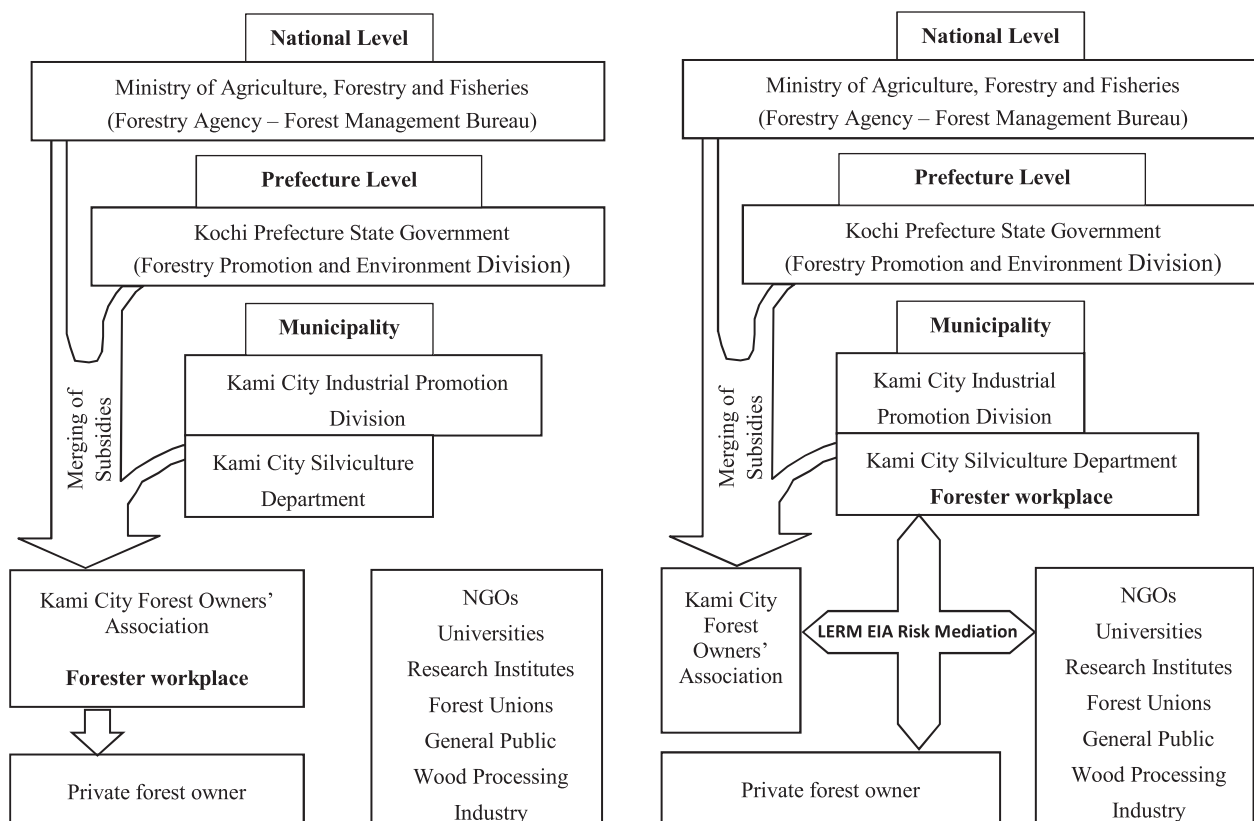 National Level
Ministry of Agriculture, Forestry and Fisheries
(Forestry Agency – Forest Management Bureau)
Prefecture Level
Kochi Prefecture State Government
(Forestry Promotion and Environment Division)
Municipality
Kami City Industrial Promotion
Division
Kami City Silviculture
Department
Merging of
Subsidies
Kami City Forest Owners’
Association
Forester workplace
Private forest owner
NGOs
Universities
Research Institutes
Forest Unions
General Public
Wood Processing
Industry
National Level
Ministry of Agriculture, Forestry and Fisheries
(Forestry Agency – Forest Management Bureau)
Prefecture Level
Kochi Prefecture State Government
(Forestry Promotion and Environment Division)
Municipality
Kami City Industrial
Promotion Division
Kami City Silviculture Department
Forester workplace
Merging of
Subsidies
Kami City
Forest
Owners’
Association
LERM EIA Risk Mediation
Private forest owner
NGOs
Universities
Research Institutes
Forest Unions
General Public
Wood Processing
Industry